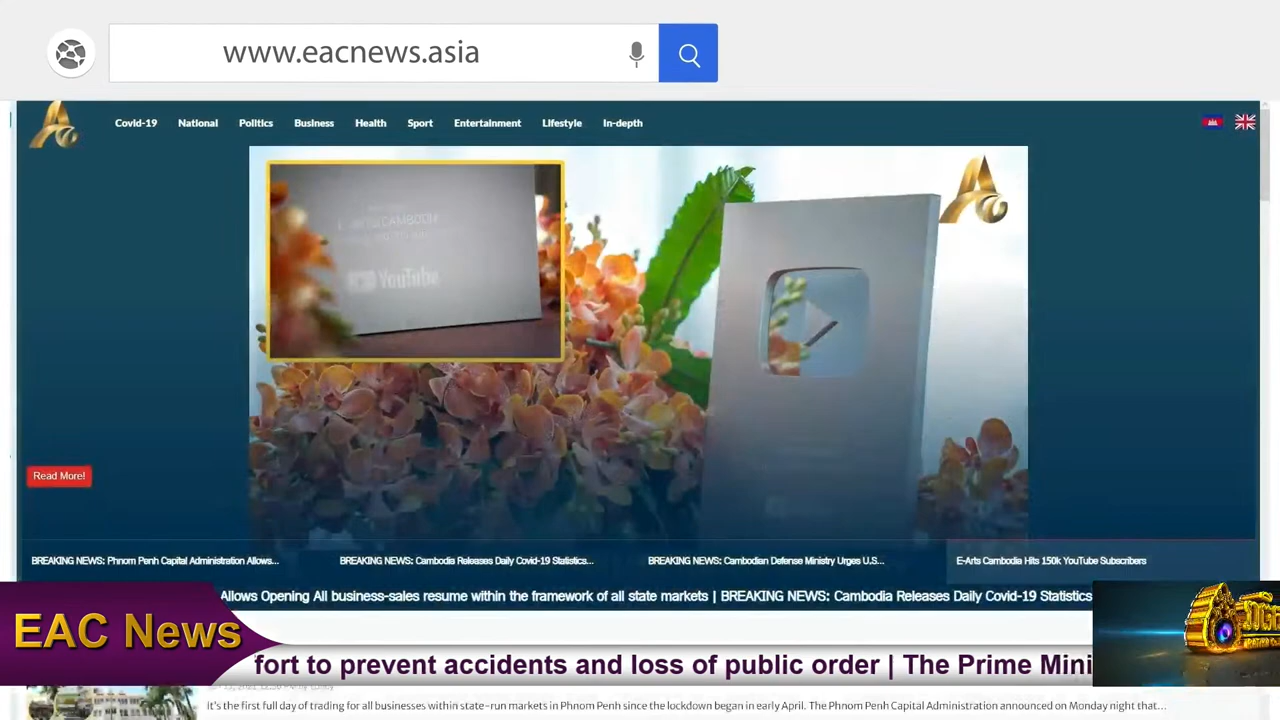 www.eacnews.asia
Covid-19 National Politics Business Health Sport Entertainment Lifestyle In-depth
YouTube
Read More!
BREAKING NEWS: Phnom Penh Capital Administration Allows... BREAKING NEWS: Cambodia Releases Daily Covid-19 Statistics... BREAKING NEWS: Cambodian Defense Ministry Urges U.S... E-Arts Cambodia Hits 150k YouTube Subscribers
Allows Opening All business-sales resume within the framework of all state markets | BREAKING NEWS: Cambodia Releases Daily Covid-19 Statistics
EAC News
fort to prevent accidents and loss of public order | The Prime Mini
It's the first full day of trading for all businesses within state-run markets in Phnom Penh since the lockdown began in early April. The Phnom Penh Capital Administration announced on Monday night that...